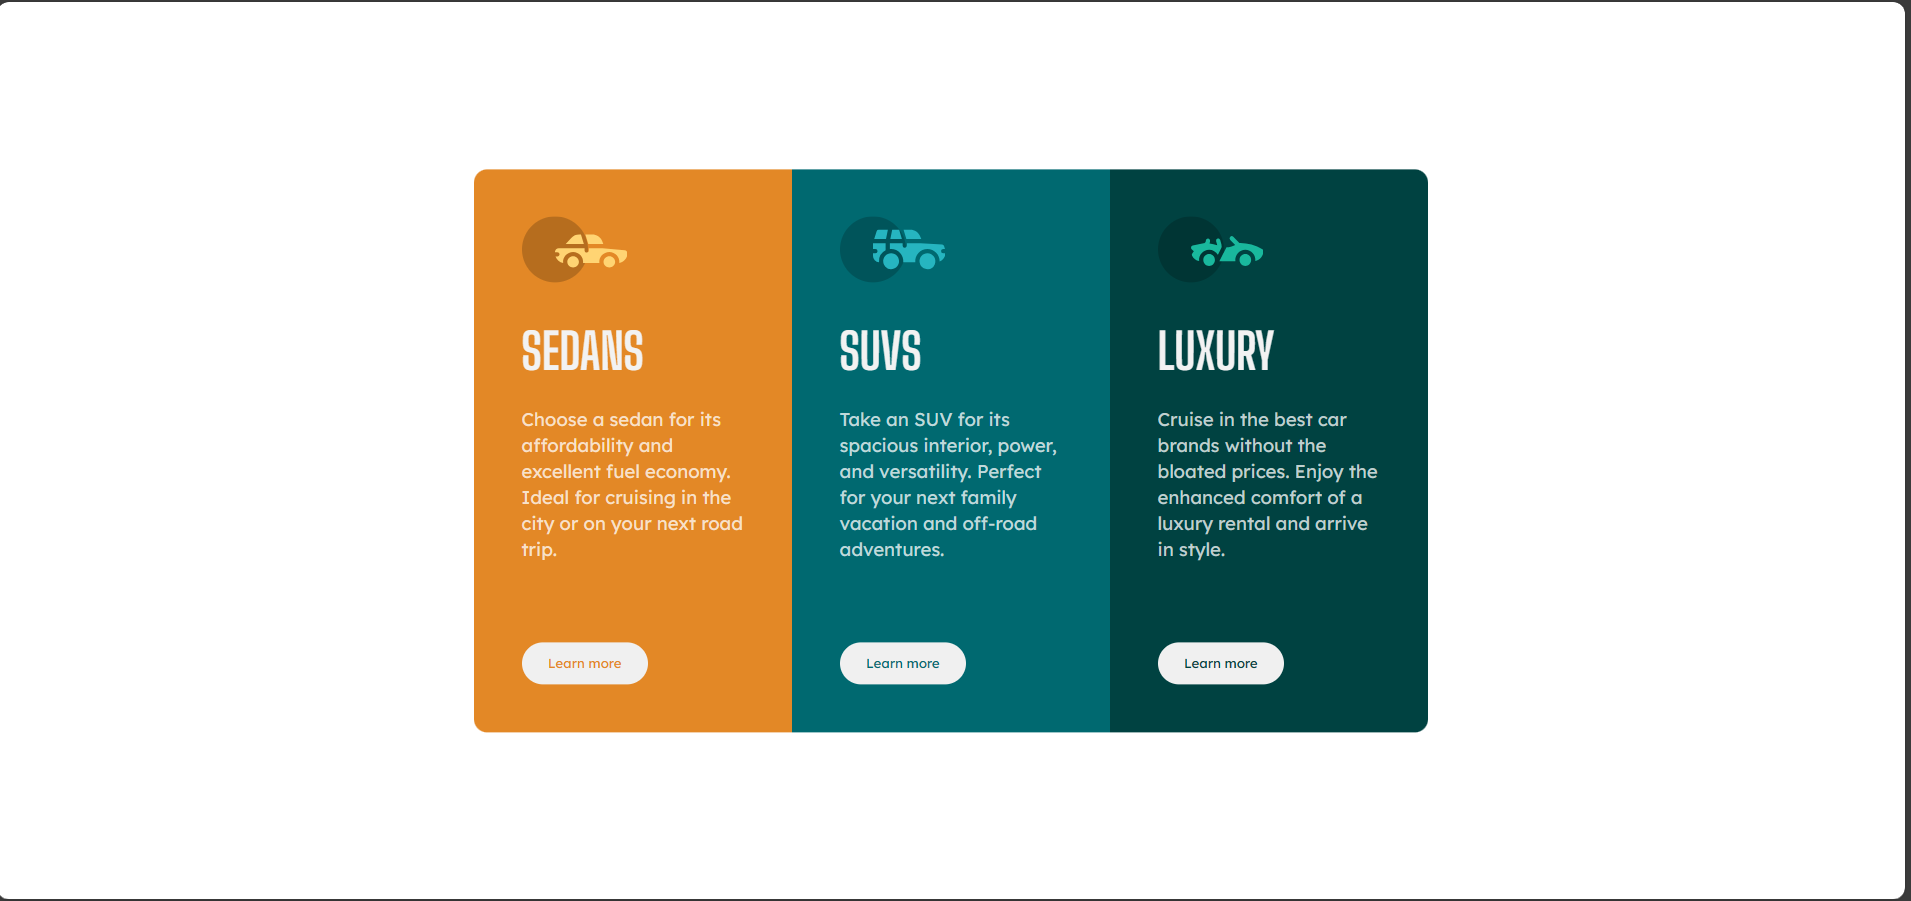 SEDANS
Choose a sedan for its
affordability and
excellent fuel economy.
Ideal for cruising in the
city or on your next road
trip.
Learn more
SUVS
Take an SUV for its
spacious interior, power,
and versatility. Perfect
for your next family
vacation and off-road
adventures.
Learn more
LUXURY
Cruise in the best car
brands without the
bloated prices. Enjoy the
enhanced comfort of a
luxury rental and arrive
in style.
Learn more